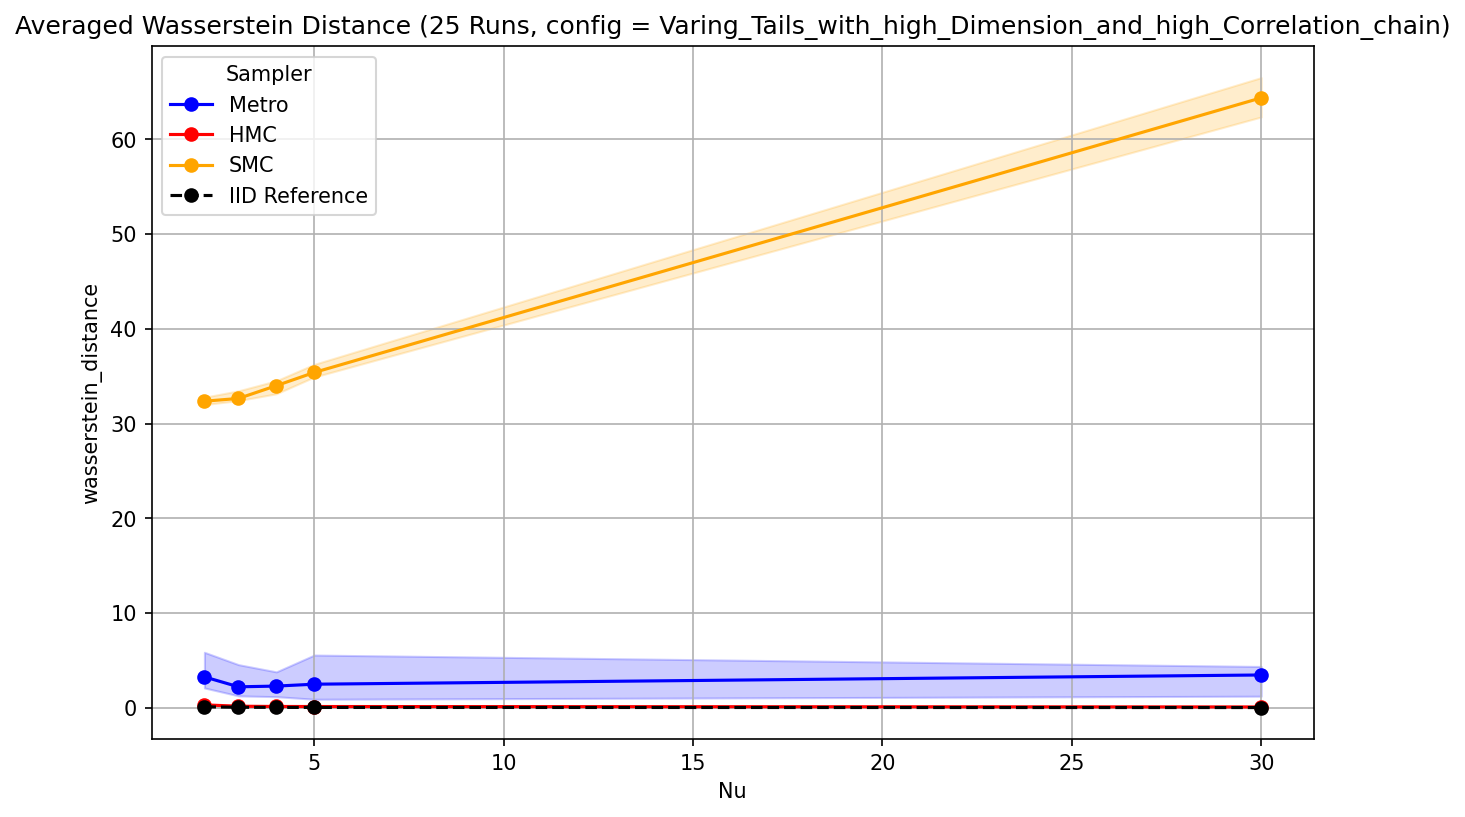 Averaged Wasserstein Distance (25 Runs, config = Varing_Tails_with_high_Dimension_and_high_Correlation_chain)
Sampler
Metro
HMC
SMC
IID Reference
wasserstein_distance
60
50
40
30
20
10
0
5
10
15
20
25
30
Nu